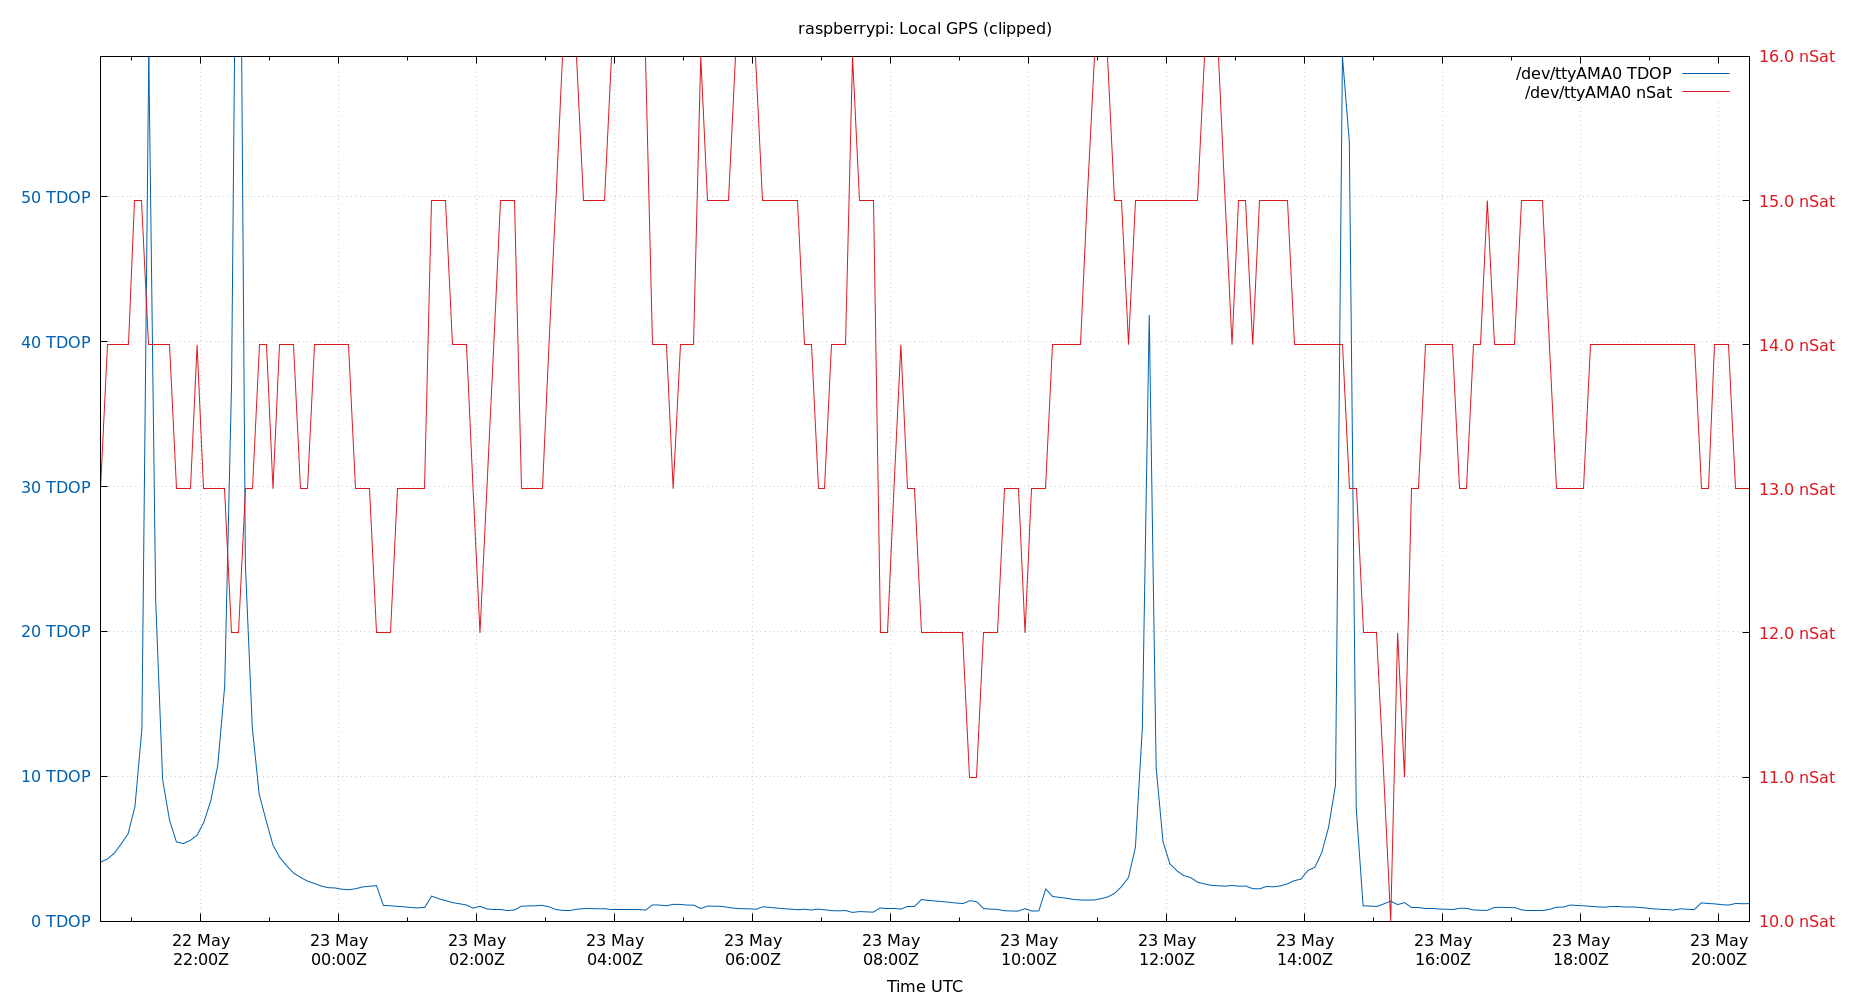 raspberrypi: Local GPS (clipped)
/dev/ttyAMA0 TDOP
/dev/ttyAMA0 nSat
50 TDOP
40 TDOP
30 TDOP
20 TDOP
10 TDOP
0 TDOP
16.0 nSat
15.0 nSat
14.0 nSat
13.0 nSat
12.0 nSat
11.0 nSat
10.0 nSat
22 May
22:00Z
23 May
00:00Z
23 May
02:00Z
23 May
04:00Z
23 May
06:00Z
23 May
08:00Z
23 May
10:00Z
23 May
12:00Z
23 May
14:00Z
23 May
16:00Z
23 May
18:00Z
23 May
20:00Z
Time UTC